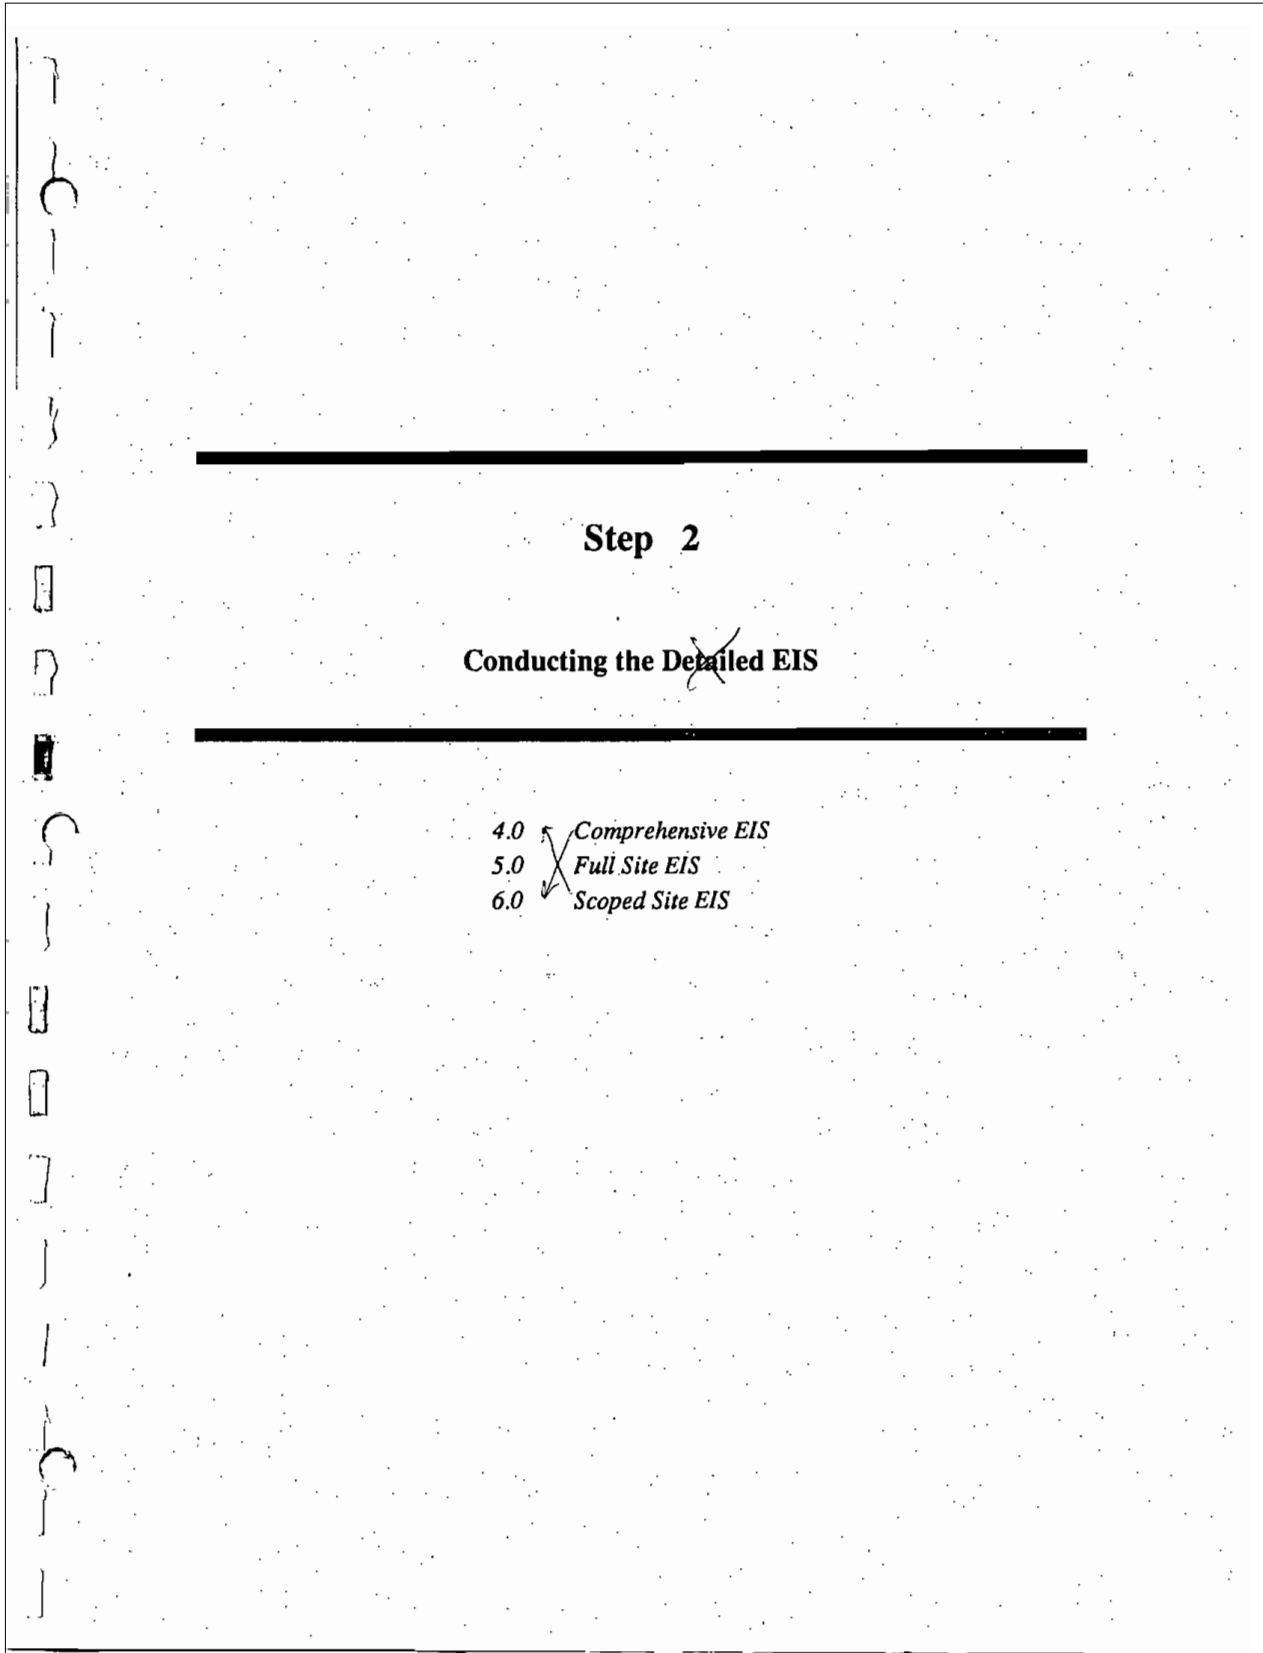 Step 2
Conducting the Detailed EIS
4.0 Comprehensive EIS
5.0 Full Site EIS
6.0 Scoped Site EIS